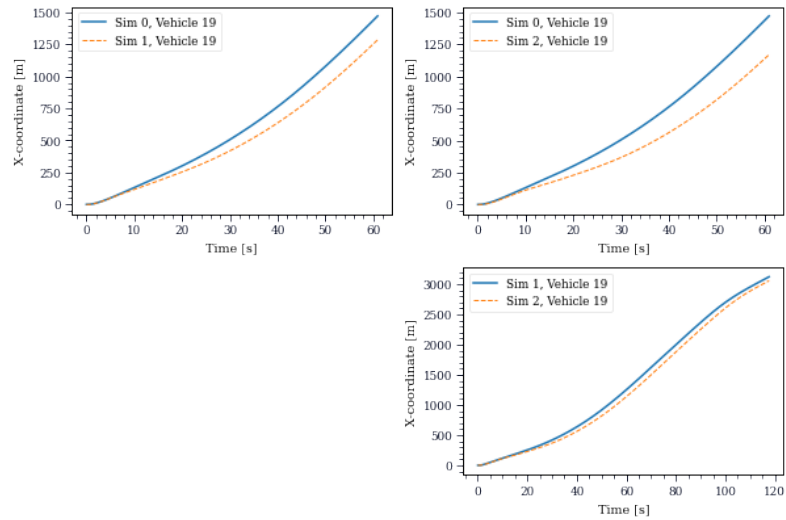 Sim 0, Vehicle 19
Sim 1, Vehicle 19
X-coordinate [m]
1500
1250
1000
750
500
250
0
0 10 20 30 40 50 60
Time [s]
Sim 0, Vehicle 19
Sim 2, Vehicle 19
X-coordinate [m]
1500
1250
1000
750
500
250
0
0 10 20 30 40 50 60
Time [s]
Sim 1, Vehicle 19
Sim 2, Vehicle 19
X-coordinate [m]
3000
2500
2000
1500
1000
500
0
0 20 40 60 80 100 120
Time [s]